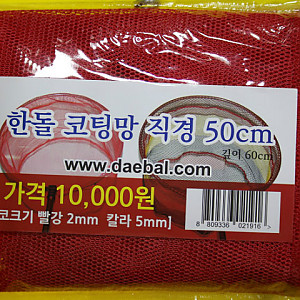 한돌 코팅망 직경 50cm
깊이 60cm
www.daebal.com
가격 10,000원
코크기 빨강 2mm 칼라 5mm]
8 809336 021916 >